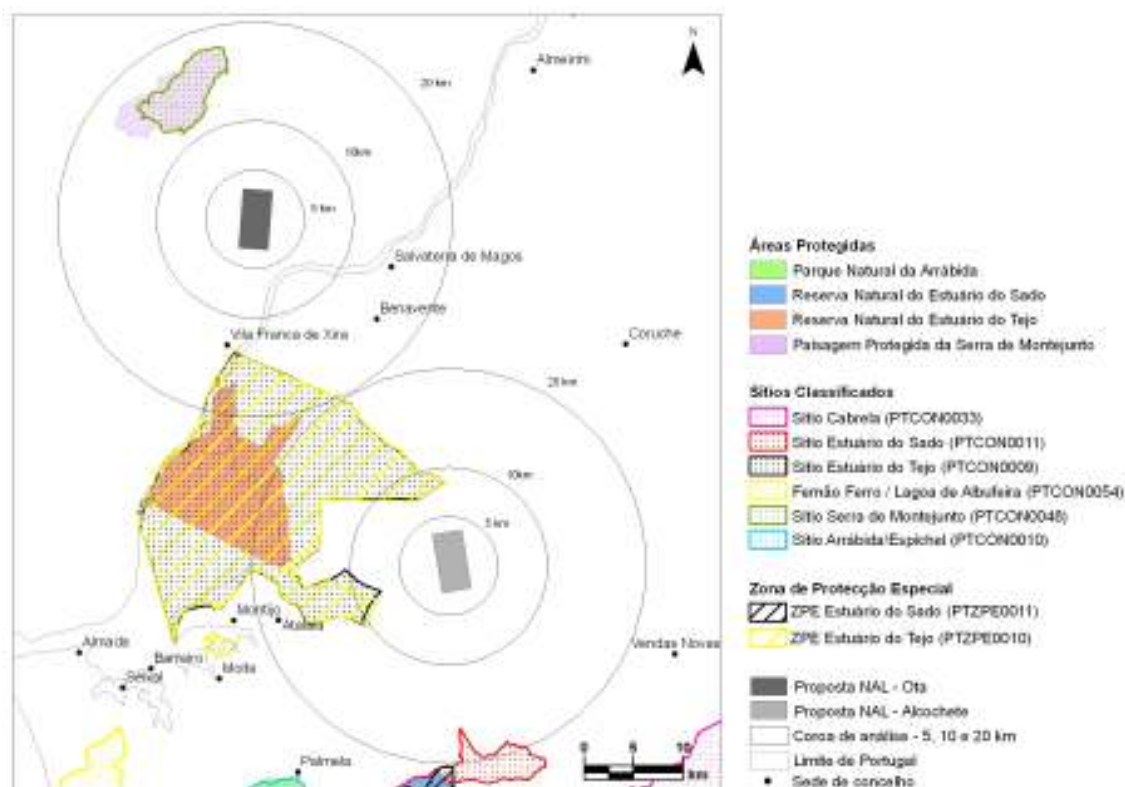 N
Almeirim
20 km
10km
5 km
Salvaterra de Magos
Benavente
Vila Franca de Xira
Coruche
20 km
10km
5 km
Montijo
Atalaia
Almada
Barreiro
Moita
Seixal
Vendas Novas
Palmela
0 5 10
km
Áreas Protegidas
Parque Natural da Arrábida
Reserva Natural do Estuário do Sado
Reserva Natural do Estuário do Tejo
Paisagem Protegida da Serra de Montejunto
Sítios Classificados
Sítio Cabrela (PTCON0033)
Sítio Estuário do Sado (PTCON0011)
Sítio Estuário do Tejo (PTCON0009)
Fernão Ferro / Lagoa de Albufeira (PTCON0054)
Sítio Serra de Montejunto (PTCON0048)
Sítio Arrábida/Espichel (PTCON0010)
Zona de Protecção Especial
ZPE Estuário do Sado (PTZPE0011)
ZPE Estuário do Tejo (PTZPE0010)
Proposta NAL - Ota
Proposta NAL - Alcochete
Coroa de análise - 5, 10 e 20 km
Limite de Portugal
Sede de concelho